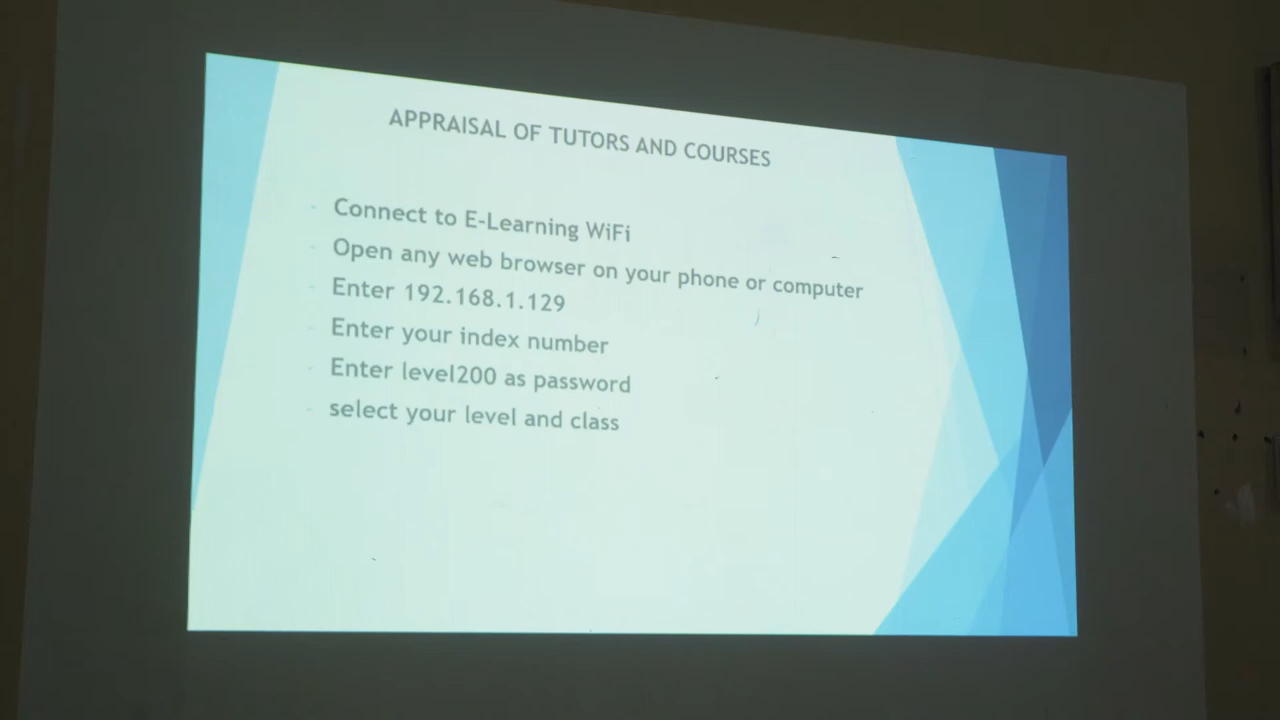 APPRAISAL OF TUTORS AND COURSES
- Connect to E-Learning WiFi
- Open any web browser on your phone or computer
- Enter 192.168.1.129
- Enter your index number
- Enter level200 as password
- select your level and class